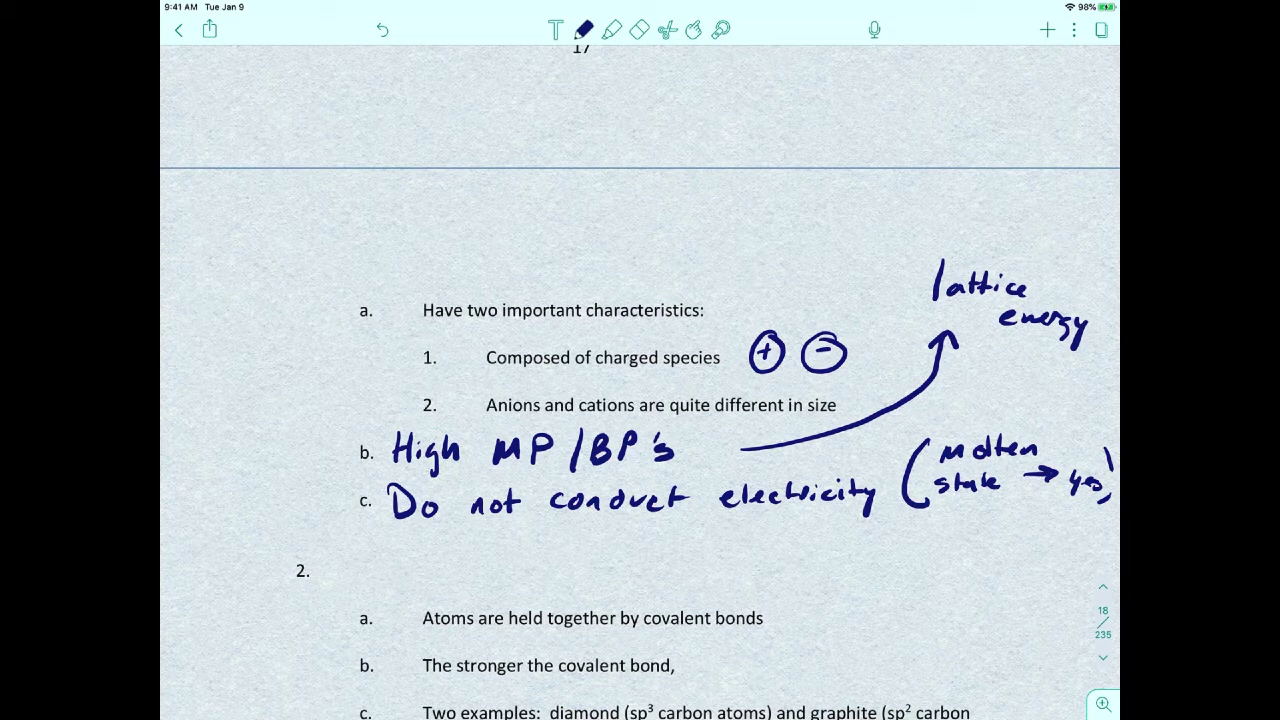 9:41 AM Tue Jan 9
98%
T
17
lattice
energy
a. Have two important characteristics:
1. Composed of charged species + −
2. Anions and cations are quite different in size
b. High MP/BP's
c. Do not conduct electricity (molten
state → yes)
2.
a. Atoms are held together by covalent bonds
b. The stronger the covalent bond,
c. Two examples: diamond (sp³ carbon atoms) and graphite (sp² carbon
18
/
235